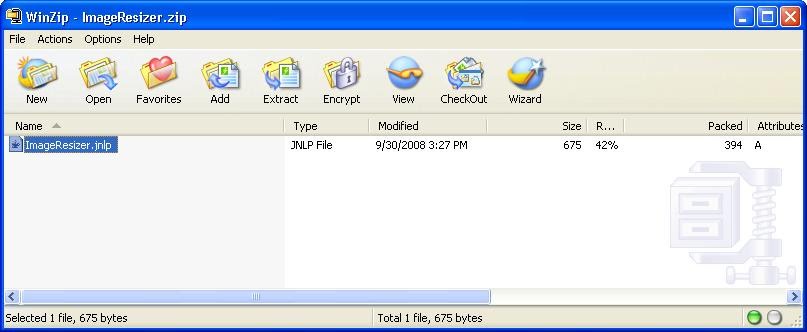 WinZip - ImageResizer.zip
File Actions Options Help
New Open Favorites Add Extract Encrypt View CheckOut Wizard
Name Type Modified Size R... Packed Attributes
ImageResizer.jnlp JNLP File 9/30/2008 3:27 PM 675 42% 394 A
Selected 1 file, 675 bytes Total 1 file, 675 bytes